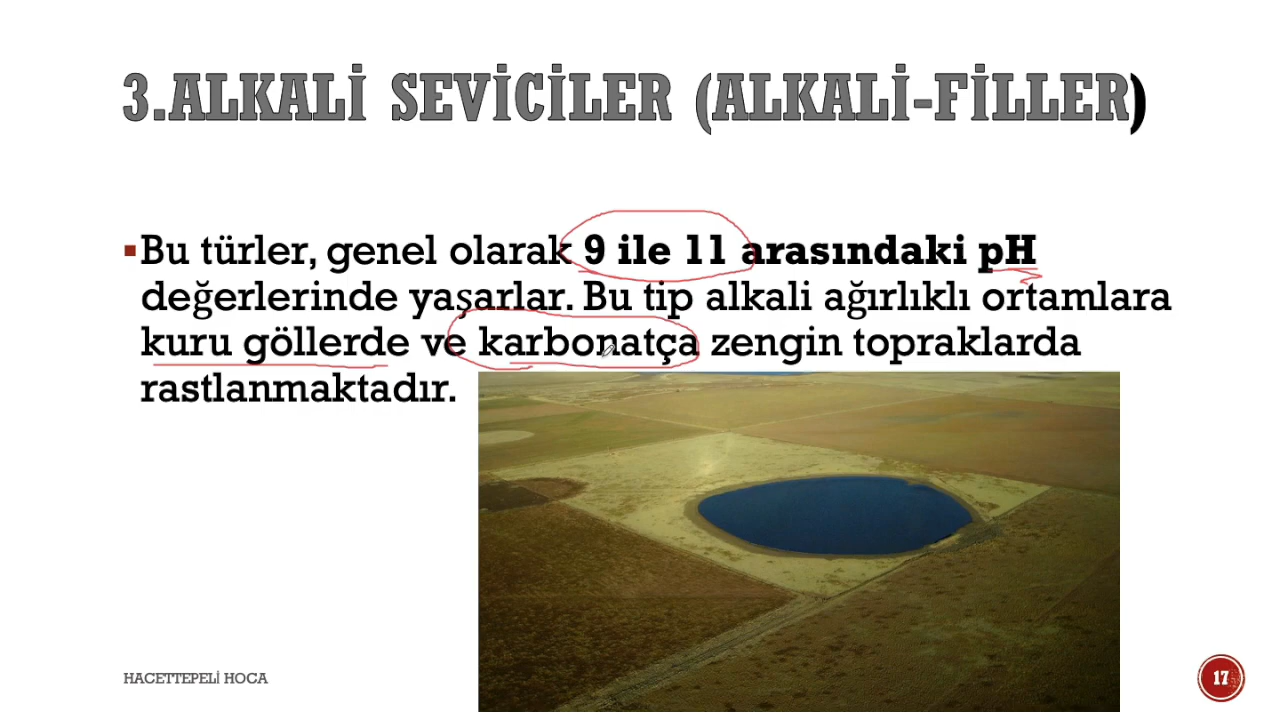 3.ALKALİ SEVİCİLER (ALKALİ-FİLLER)
Bu türler, genel olarak 9 ile 11 arasındaki pH
değerlerinde yaşarlar. Bu tip alkali ağırlıklı ortamlara
kuru göllerde ve karbonatça zengin topraklarda
rastlanmaktadır.
HACETTEPELİ HOCA
17